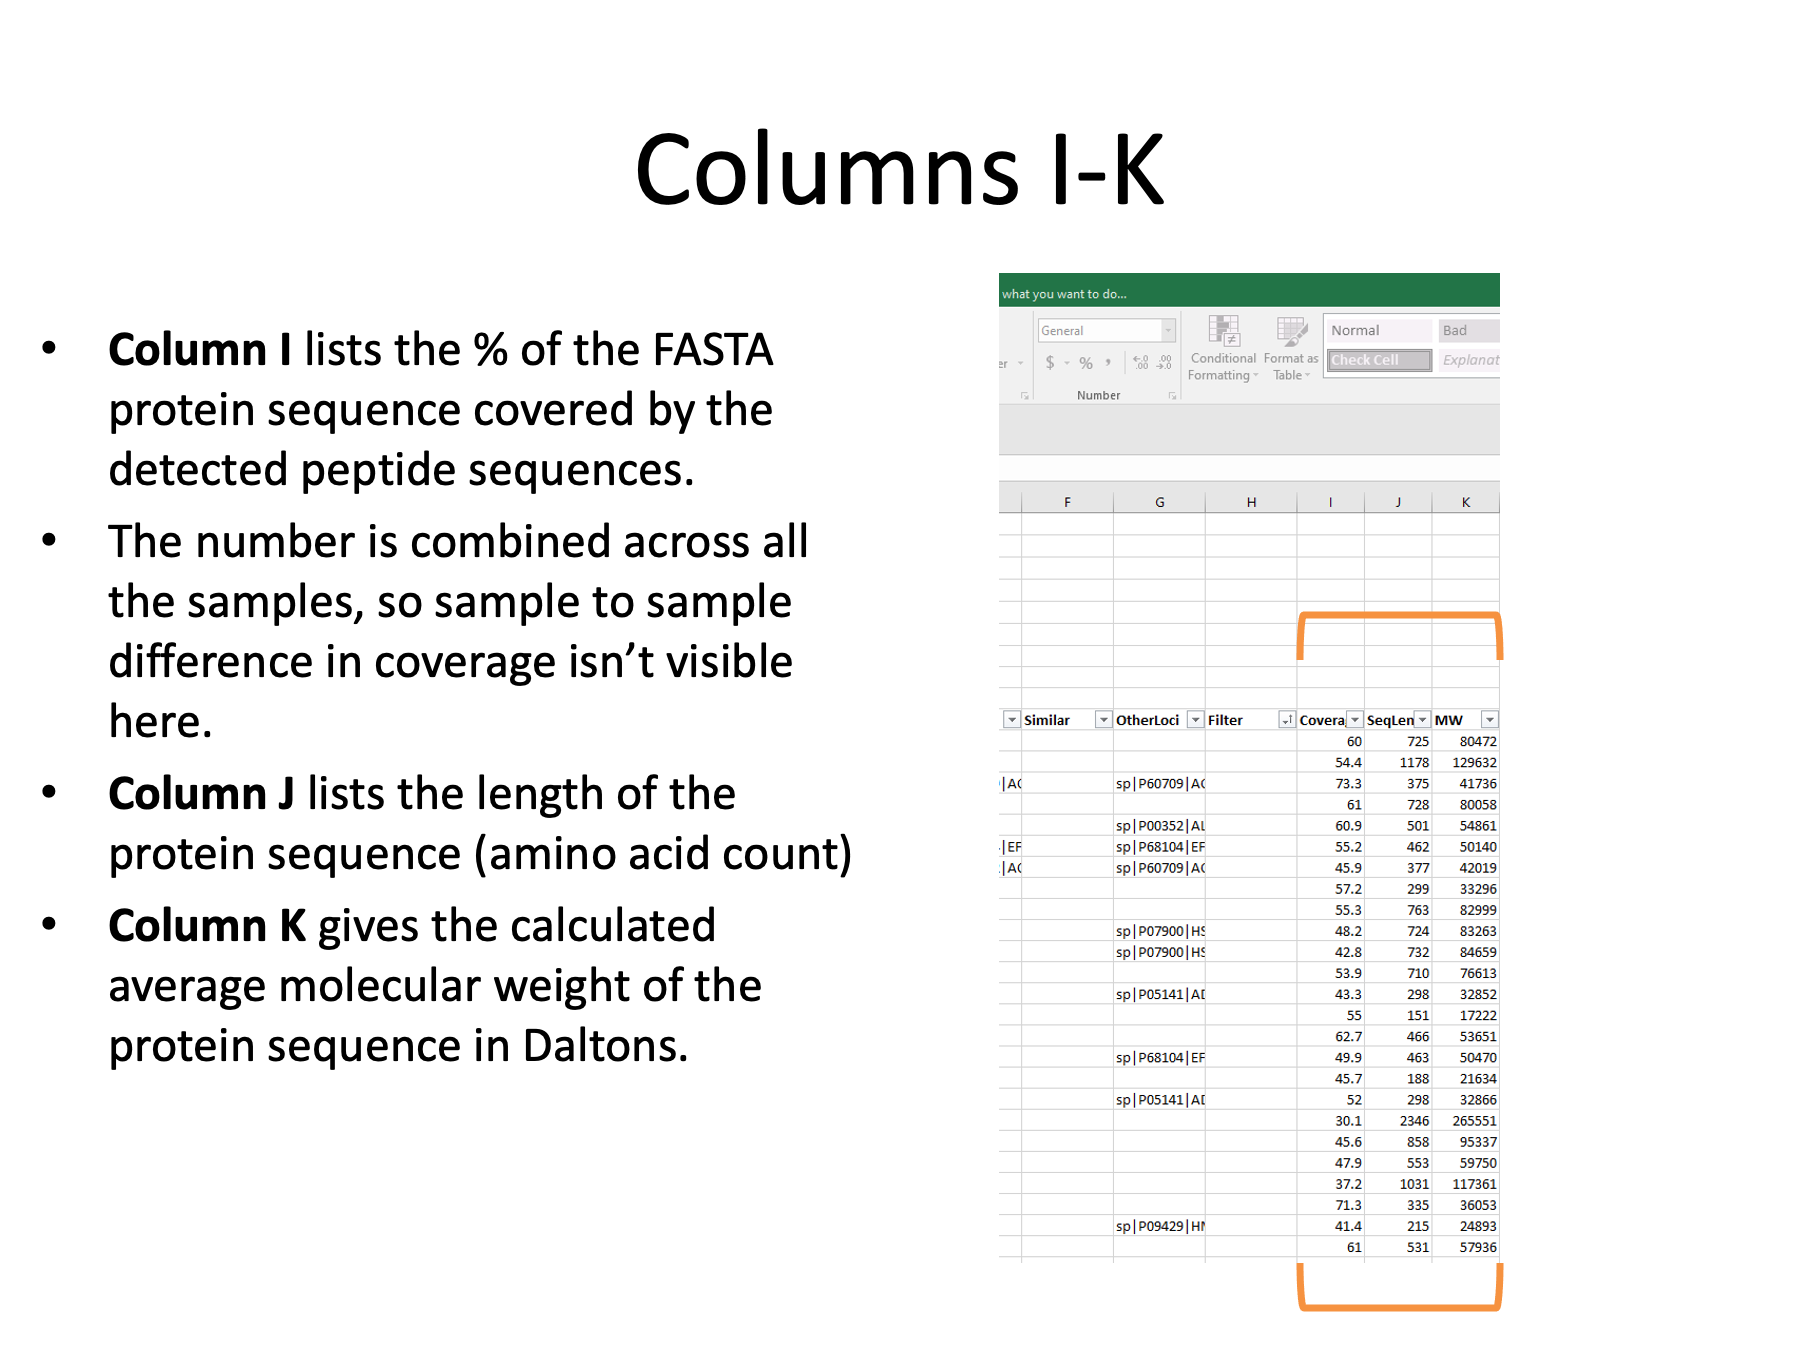 Columns I-K
• Column I lists the % of the FASTA
protein sequence covered by the
detected peptide sequences.
• The number is combined across all
the samples, so sample to sample
difference in coverage isn’t visible
here.
• Column J lists the length of the
protein sequence (amino acid count)
• Column K gives the calculated
average molecular weight of the
protein sequence in Daltons.
what you want to do...
General
Normal Bad
$ % , ←.0 .00 .00 →.0
Conditional Formatting
Format as Table
Check Cell Explanat
er
Number
F G H I J K
Similar OtherLoci Filter Covera SeqLen MW
60 725 80472
54.4 1178 129632
|AC sp|P60709|AC 73.3 375 41736
61 728 80058
sp|P00352|AL 60.9 501 54861
|EF sp|P68104|EF 55.2 462 50140
|AC sp|P60709|AC 45.9 377 42019
57.2 299 33296
55.3 763 82999
sp|P07900|HS 48.2 724 83263
sp|P07900|HS 42.8 732 84659
53.9 710 76613
sp|P05141|AD 43.3 298 32852
55 151 17222
62.7 466 53651
sp|P68104|EF 49.9 463 50470
45.7 188 21634
sp|P05141|AD 52 298 32866
30.1 2346 265551
45.6 858 95337
47.9 553 59750
37.2 1031 117361
71.3 335 36053
sp|P09429|HM 41.4 215 24893
61 531 57936